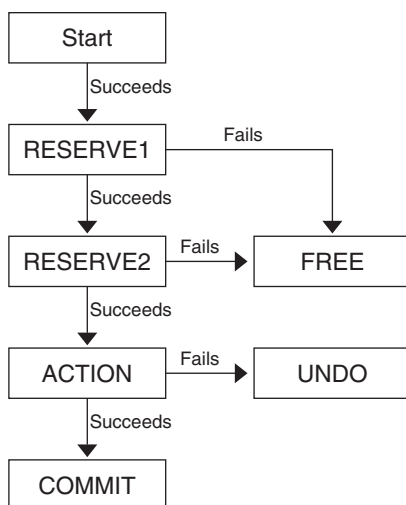 Start
Succeeds
RESERVE1
Fails
Succeeds
RESERVE2
Fails
FREE
Succeeds
ACTION
Fails
UNDO
Succeeds
COMMIT